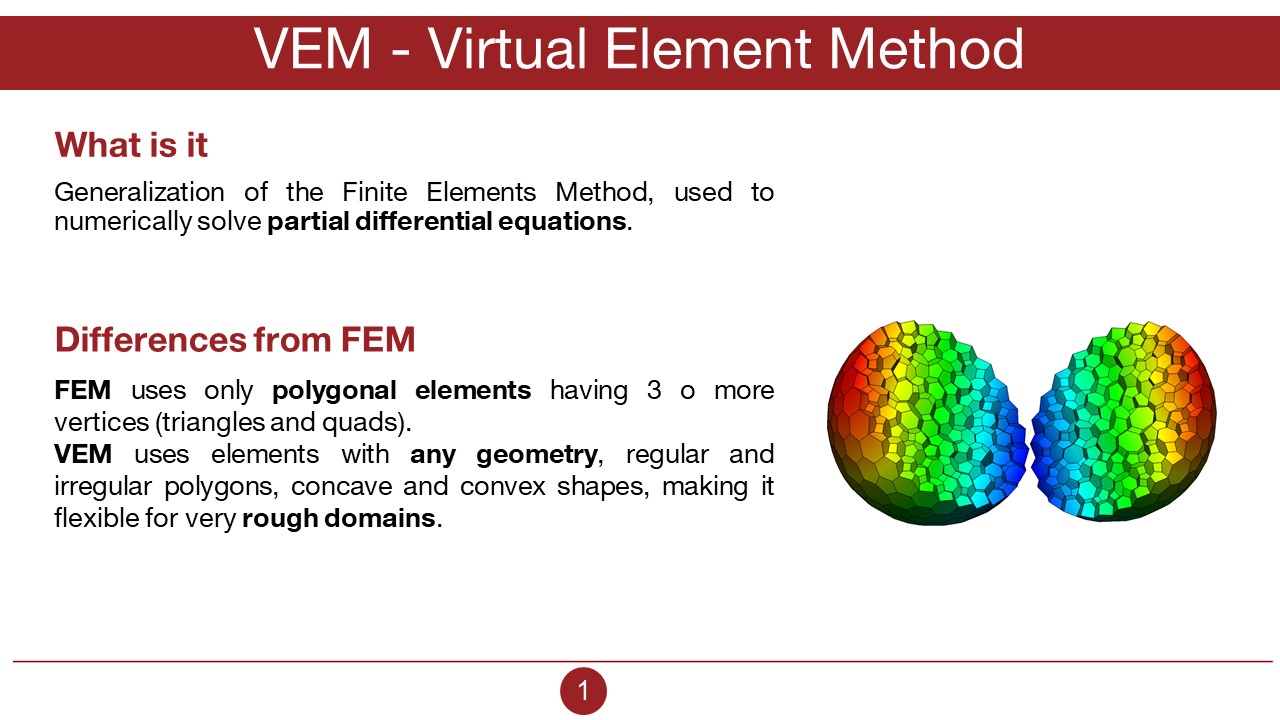 VEM - Virtual Element Method
What is it
Generalization of the Finite Elements Method, used to
numerically solve partial differential equations.
Differences from FEM
FEM uses only polygonal elements having 3 o more
vertices (triangles and quads).
VEM uses elements with any geometry, regular and
irregular polygons, concave and convex shapes, making it
flexible for very rough domains.
1